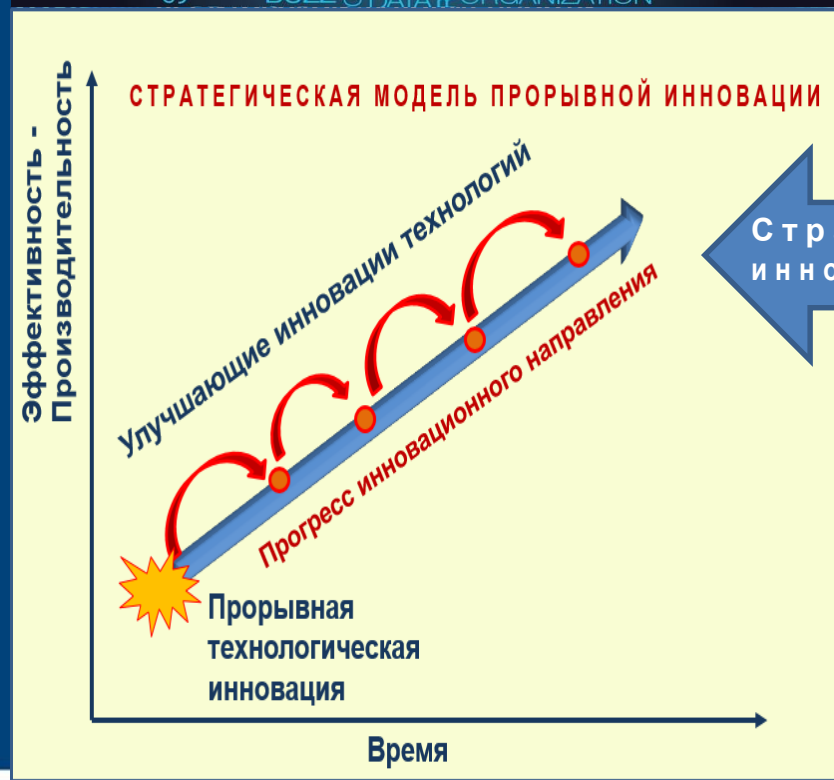 СТРАТЕГИЧЕСКАЯ МОДЕЛЬ ПРОРЫВНОЙ ИННОВАЦИИ
Эффективность -
Производительность
Улучшающие инновации технологий
Прогресс инновационного направления
Прорывная
технологическая
инновация
Время